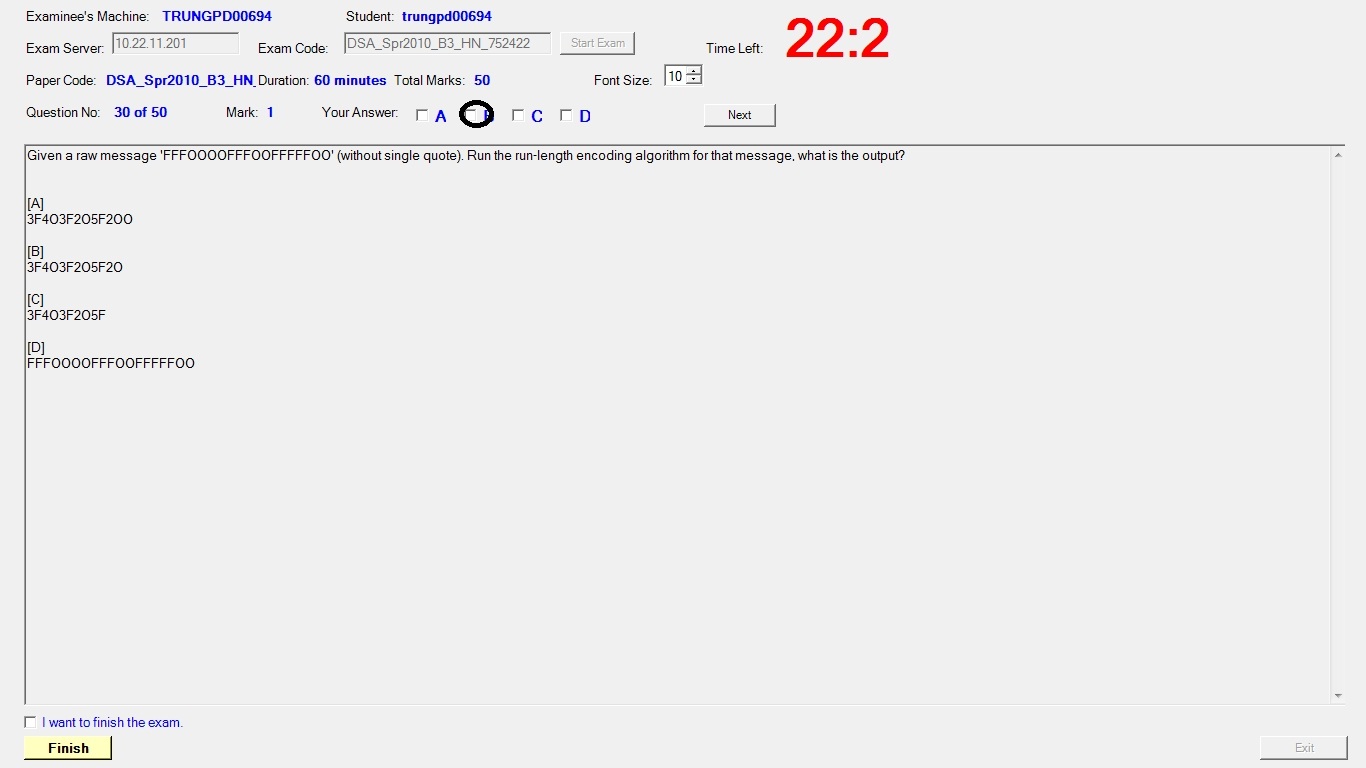 Examinee's Machine: TRUNGPD00694 Student: trungpd00694
Exam Server: 10.22.11.201 Exam Code: DSA_Spr2010_B3_HN_752422 Start Exam Time Left: 22:2
Paper Code: DSA_Spr2010_B3_HN_ Duration: 60 minutes Total Marks: 50 Font Size: 10
Question No: 30 of 50 Mark: 1 Your Answer: A B C D Next
Given a raw message 'FFFOOOOFFFOOFFFFFOO' (without single quote). Run the run-length encoding algorithm for that message, what is the output?
[A]
3F4O3F2O5F2OO
[B]
3F4O3F2O5F2O
[C]
3F4O3F2O5F
[D]
FFFOOOOFFFOOFFFFFOO
I want to finish the exam.
Finish Exit